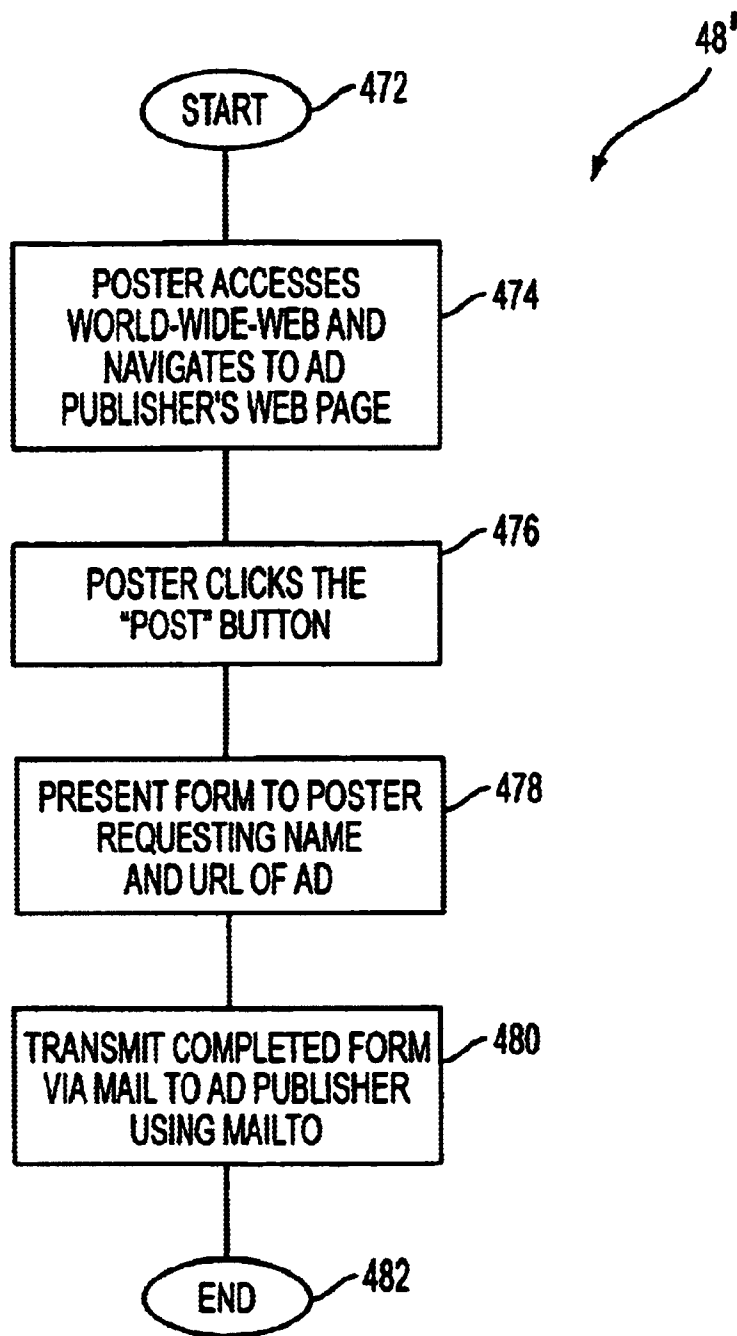 48'
START
472
POSTER ACCESSES
WORLD-WIDE-WEB AND
NAVIGATES TO AD
PUBLISHER'S WEB PAGE
474
POSTER CLICKS THE
"POST" BUTTON
476
PRESENT FORM TO POSTER
REQUESTING NAME
AND URL OF AD
478
TRANSMIT COMPLETED FORM
VIA MAIL TO AD PUBLISHER
USING MAILTO
480
END
482